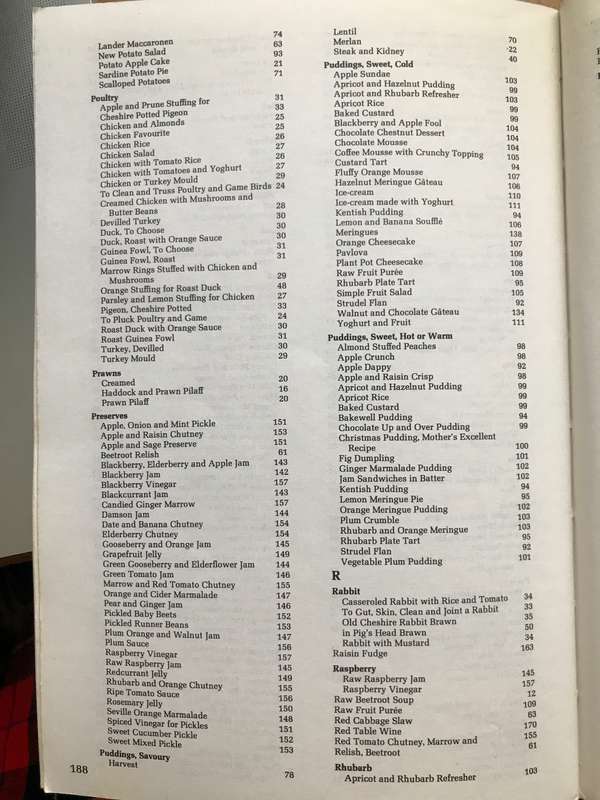 Lander Maccaronen 74
New Potato Salad 63
Potato Apple Cake 93
Sardine Potato Pie 21
Scalloped Potatoes 71
Poultry
Apple and Prune Stuffing for 31
Cheshire Potted Pigeon 33
Chicken and Almonds 25
Chicken Favourite 25
Chicken Rice 26
Chicken Salad 27
Chicken with Tomato Rice 26
Chicken with Tomatoes and Yoghurt 27
Chicken or Turkey Mould 29
To Clean and Truss Poultry and Game Birds 24
Creamed Chicken with Mushrooms and
Butter Beans 28
Devilled Turkey 30
Duck, To Choose 30
Duck, Roast with Orange Sauce 30
Guinea Fowl, To Choose 31
Guinea Fowl, Roast 31
Marrow Rings Stuffed with Chicken and
Mushrooms 29
Orange Stuffing for Roast Duck 48
Parsley and Lemon Stuffing for Chicken 27
Pigeon, Cheshire Potted 33
To Pluck Poultry and Game 24
Roast Duck with Orange Sauce 30
Roast Guinea Fowl 31
Turkey, Devilled 30
Turkey Mould 29
Prawns
Creamed 20
Haddock and Prawn Pilaff 16
Prawn Pilaff 20
Preserves
Apple, Onion and Mint Pickle 151
Apple and Raisin Chutney 153
Apple and Sage Preserve 151
Beetroot Relish 61
Blackberry, Elderberry and Apple Jam 143
Blackberry Jam 142
Blackberry Vinegar 157
Blackcurrant Jam 143
Candied Ginger Marrow 157
Damson Jam 144
Date and Banana Chutney 154
Elderberry Chutney 154
Gooseberry and Orange Jam 145
Grapefruit Jelly 149
Green Gooseberry and Elderflower Jam 144
Green Tomato Jam 146
Marrow and Red Tomato Chutney 155
Orange and Cider Marmalade 147
Pear and Ginger Jam 146
Pickled Baby Beets 152
Pickled Runner Beans 153
Plum Orange and Walnut Jam 147
Plum Sauce 156
Raspberry Vinegar 157
Raw Raspberry Jam 145
Redcurrant Jelly 149
Rhubarb and Orange Chutney 155
Ripe Tomato Sauce 156
Rosemary Jelly 150
Seville Orange Marmalade 148
Spiced Vinegar for Pickles 151
Sweet Cucumber Pickle 152
Sweet Mixed Pickle 153
Puddings, Savoury
Harvest 78
188
Lentil 70
Merlan 22
Steak and Kidney 40
Puddings, Sweet, Cold
Apple Sundae 103
Apricot and Hazelnut Pudding 99
Apricot and Rhubarb Refresher 103
Apricot Rice 99
Baked Custard 99
Blackberry and Apple Fool 104
Chocolate Chestnut Dessert 104
Chocolate Mousse 104
Coffee Mousse with Crunchy Topping 105
Custard Tart 94
Fluffy Orange Mousse 107
Hazelnut Meringue Gâteau 106
Ice-cream 110
Ice-cream made with Yoghurt 111
Kentish Pudding 94
Lemon and Banana Soufflé 106
Meringues 138
Orange Cheesecake 107
Pavlova 109
Plant Pot Cheesecake 108
Raw Fruit Purée 109
Rhubarb Plate Tart 95
Simple Fruit Salad 105
Strudel Flan 92
Walnut and Chocolate Gâteau 134
Yoghurt and Fruit 111
Puddings, Sweet, Hot or Warm
Almond Stuffed Peaches 98
Apple Crunch 98
Apple Dappy 92
Apple and Raisin Crisp 98
Apricot and Hazelnut Pudding 99
Apricot Rice 99
Baked Custard 99
Bakewell Pudding 94
Chocolate Up and Over Pudding 99
Christmas Pudding, Mother's Excellent
Recipe 100
Fig Dumpling 101
Ginger Marmalade Pudding 102
Jam Sandwiches in Batter 102
Kentish Pudding 94
Lemon Meringue Pie 95
Orange Meringue Pudding 102
Plum Crumble 103
Rhubarb and Orange Meringue 103
Rhubarb Plate Tart 95
Strudel Flan 92
Vegetable Plum Pudding 101
R
Rabbit
Casseroled Rabbit with Rice and Tomato 34
To Gut, Skin, Clean and Joint a Rabbit 33
Old Cheshire Rabbit Brawn 35
in Pig's Head Brawn 50
Rabbit with Mustard 34
Raisin Fudge 163
Raspberry
Raw Raspberry Jam 145
Raspberry Vinegar 157
Raw Beetroot Soup 12
Raw Fruit Purée 109
Red Cabbage Slaw 63
Red Table Wine 170
Red Tomato Chutney, Marrow and 155
Relish, Beetroot 61
Rhubarb
Apricot and Rhubarb Refresher 103